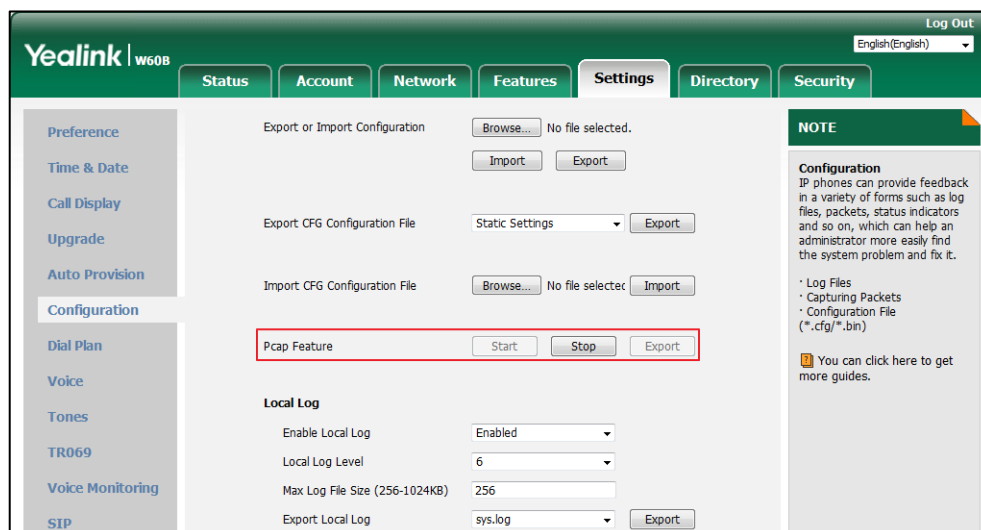 Log Out
Yealink | W60B
English(English)
Status Account Network Features Settings Directory Security
Preference
Time & Date
Call Display
Upgrade
Auto Provision
Configuration
Dial Plan
Voice
Tones
TR069
Voice Monitoring
SIP
Export or Import Configuration Browse... No file selected.
Import Export
Export CFG Configuration File Static Settings Export
Import CFG Configuration File Browse... No file selectec Import
Pcap Feature Start Stop Export
Local Log
Enable Local Log Enabled
Local Log Level 6
Max Log File Size (256-1024KB) 256
Export Local Log sys.log Export
NOTE
Configuration
IP phones can provide feedback
in a variety of forms such as log
files, packets, status indicators
and so on, which can help an
administrator more easily find
the system problem and fix it.
· Log Files
· Capturing Packets
· Configuration File
(*.cfg/*.bin)
You can click here to get
more guides.